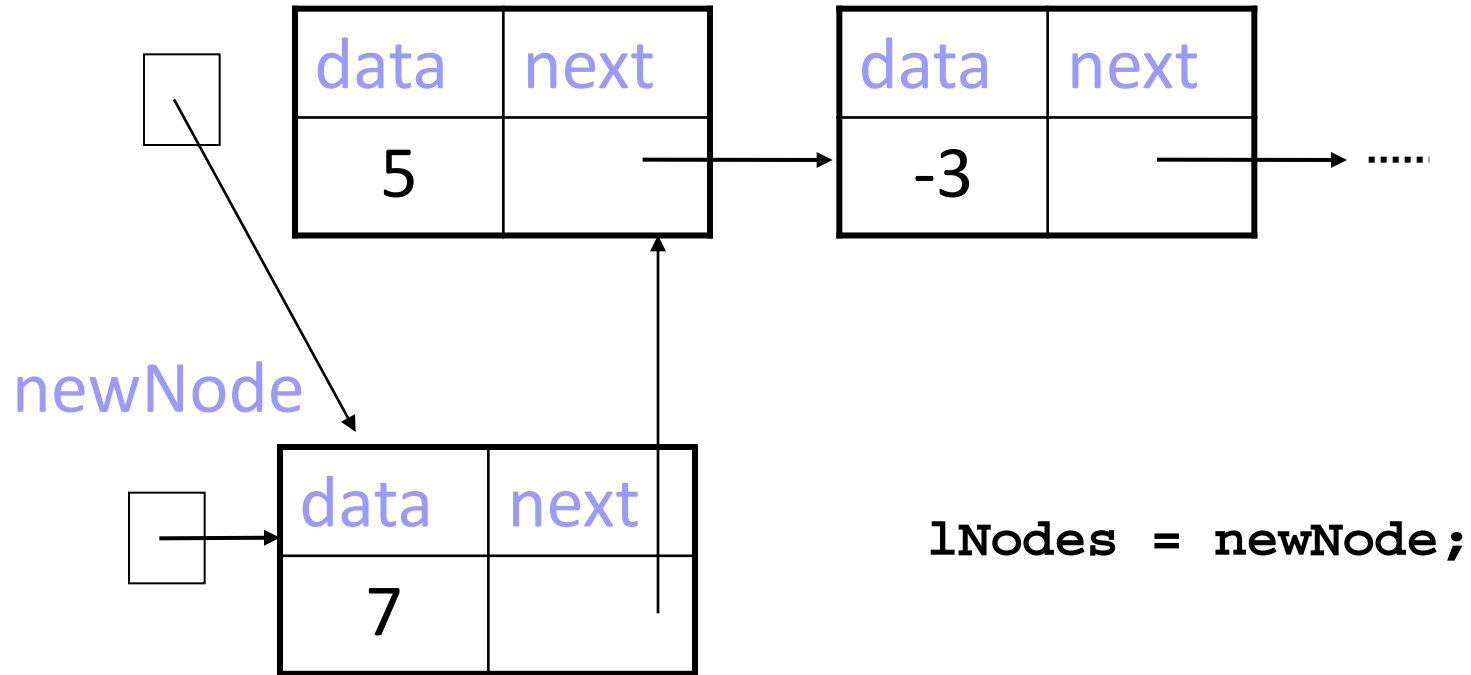 data next data next
5 -3 ......
newNode
data next
lNodes = newNode;
7